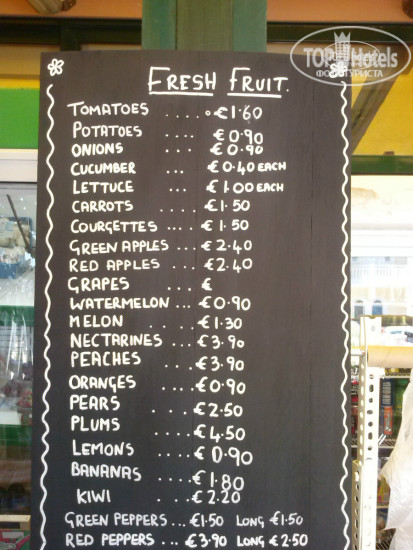 TOPHotels
ФОТО ТУРИСТА
FRESH FRUIT.
TOMATOES .... €1.60
POTATOES .... €0.90
ONIONS ... €0.90
CUCUMBER ... €0.40 EACH
LETTUCE ... €1.00 EACH
CARROTS .... €1.50
COURGETTES ... €1.50
GREEN APPLES ... €2.40
RED APPLES ... €2.40
GRAPES ... €
WATERMELON ... €0.90
MELON .... €1.30
NECTARINES ... €3.90
PEACHES .... €3.90
ORANGES .... €0.90
PEARS .... €2.50
PLUMS .... €4.50
LEMONS .... €0.90
BANANAS .... €1.80
KIWI .... €2.20
GREEN PEPPERS ... €1.50 LONG €1.50
RED PEPPERS ... €3.90 LONG €2.50